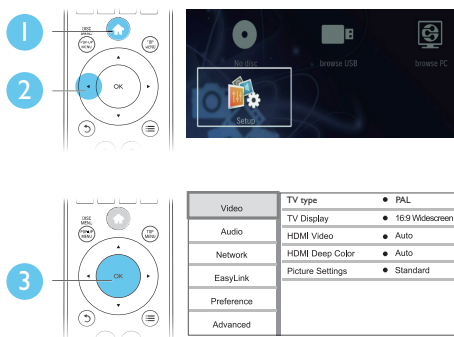 1
DISC
MENU
POP-UP
MENU
TOP
MENU
2
OK
No disc
browse USB
browse PC
Setup
DISC
MENU
POP-UP
MENU
TOP
MENU
3
OK
Video
Audio
Network
EasyLink
Preference
Advanced
TV type ● PAL
TV Display ● 16:9 Widescreen
HDMI Video ● Auto
HDMI Deep Color ● Auto
Picture Settings ● Standard